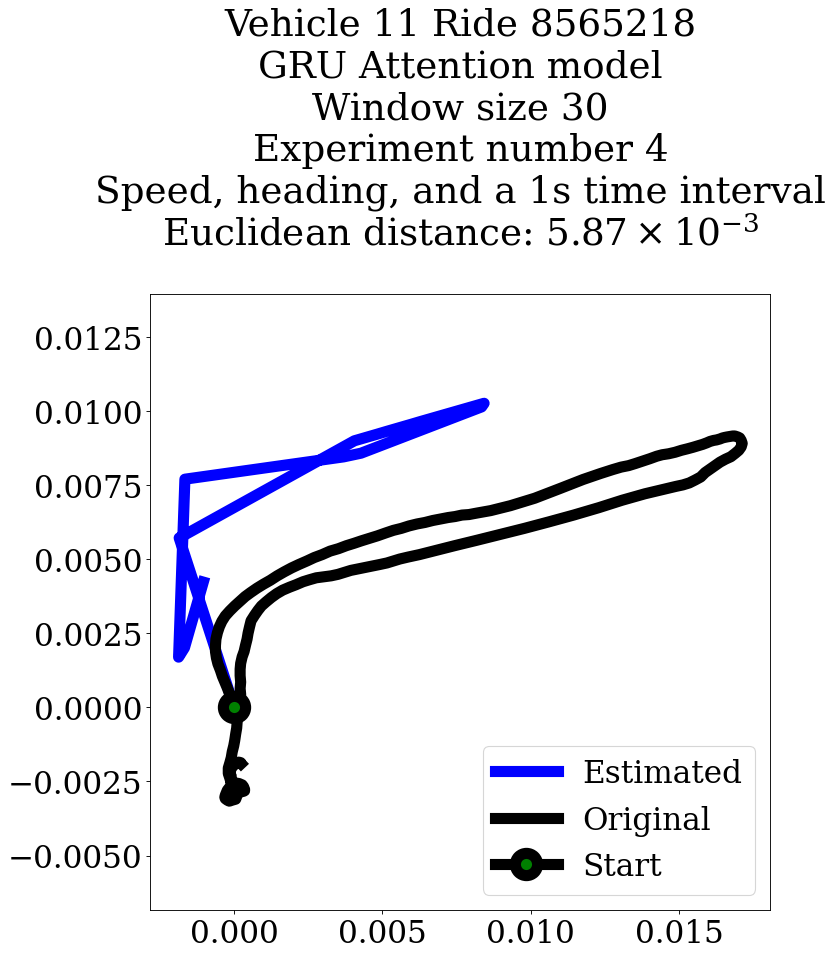 Vehicle 11 Ride 8565218
GRU Attention model
Window size 30
Experiment number 4
Speed, heading, and a 1s time interval
Euclidean distance: 5.87 × 10⁻³
0.0125
0.0100
0.0075
0.0050
0.0025
0.0000
−0.0025
−0.0050
Estimated
Original
Start
0.000 0.005 0.010 0.015